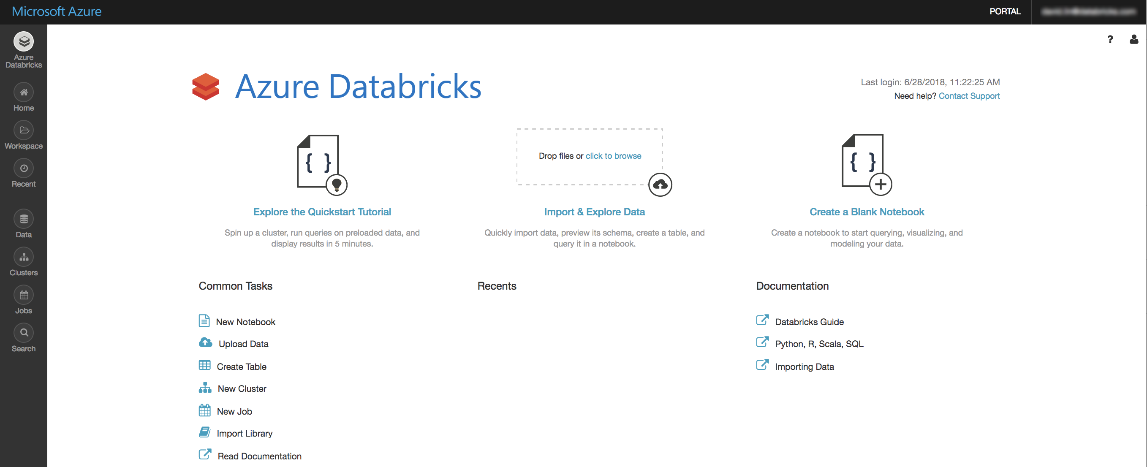 Microsoft Azure
PORTAL
?
Azure
Databricks
Home
Workspace
Recent
Data
Clusters
Jobs
Search
Azure Databricks
Last login: 6/28/2018, 11:22:25 AM
Need help? Contact Support
{ }
Drop files or click to browse
{ }
Explore the Quickstart Tutorial
Spin up a cluster, run queries on preloaded data, and
display results in 5 minutes.
Import & Explore Data
Quickly import data, preview its schema, create a table, and
query it in a notebook.
Create a Blank Notebook
Create a notebook to start querying, visualizing, and
modeling your data.
Common Tasks
New Notebook
Upload Data
Create Table
New Cluster
New Job
Import Library
Read Documentation
Recents
Documentation
Databricks Guide
Python, R, Scala, SQL
Importing Data